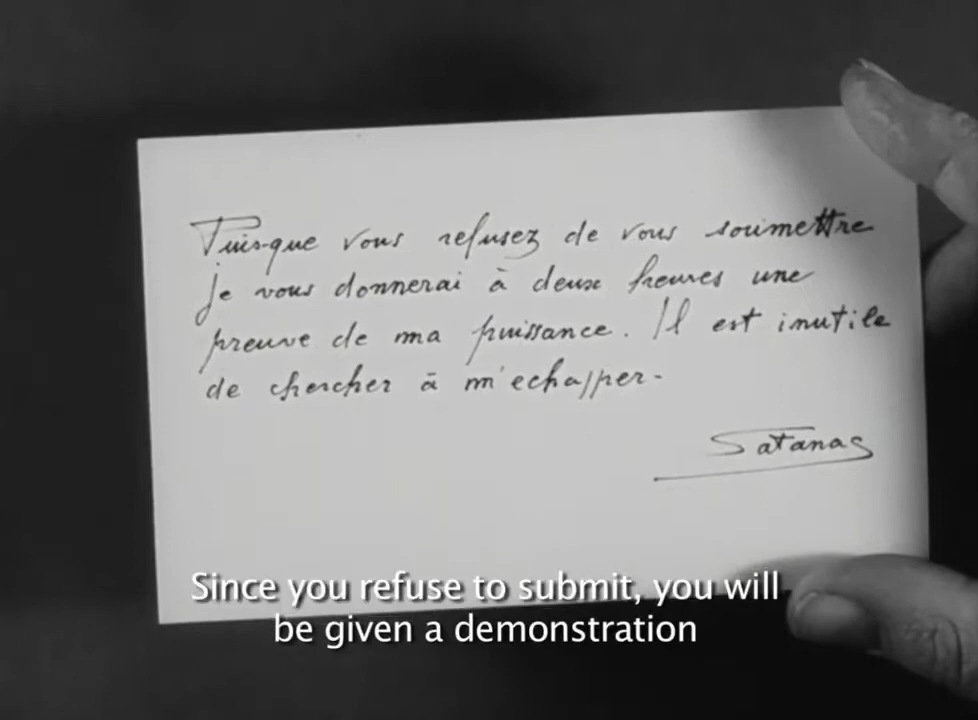 Puisque vous refusez de vous soumettre
je vous donnerai à deux heures une
preuve de ma puissance. Il est inutile
de chercher à m'echapper.
Satanas
Since you refuse to submit, you will
be given a demonstration